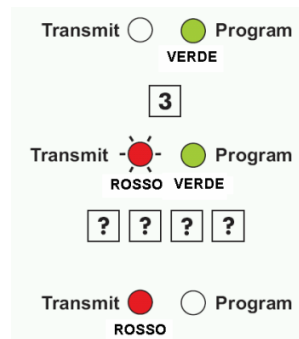 Transmit Program
VERDE
3
Transmit Program
ROSSO VERDE
? ? ? ?
Transmit Program
ROSSO